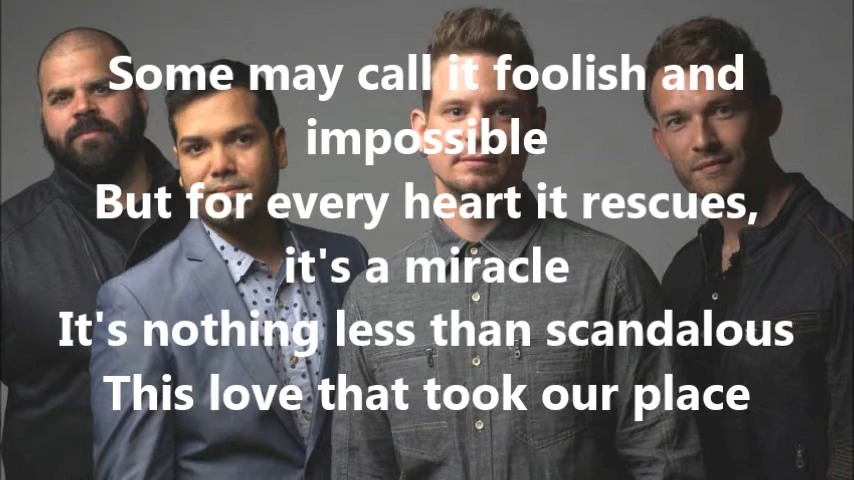 Some may call it foolish and
impossible
But for every heart it rescues,
it's a miracle
It's nothing less than scandalous
This love that took our place